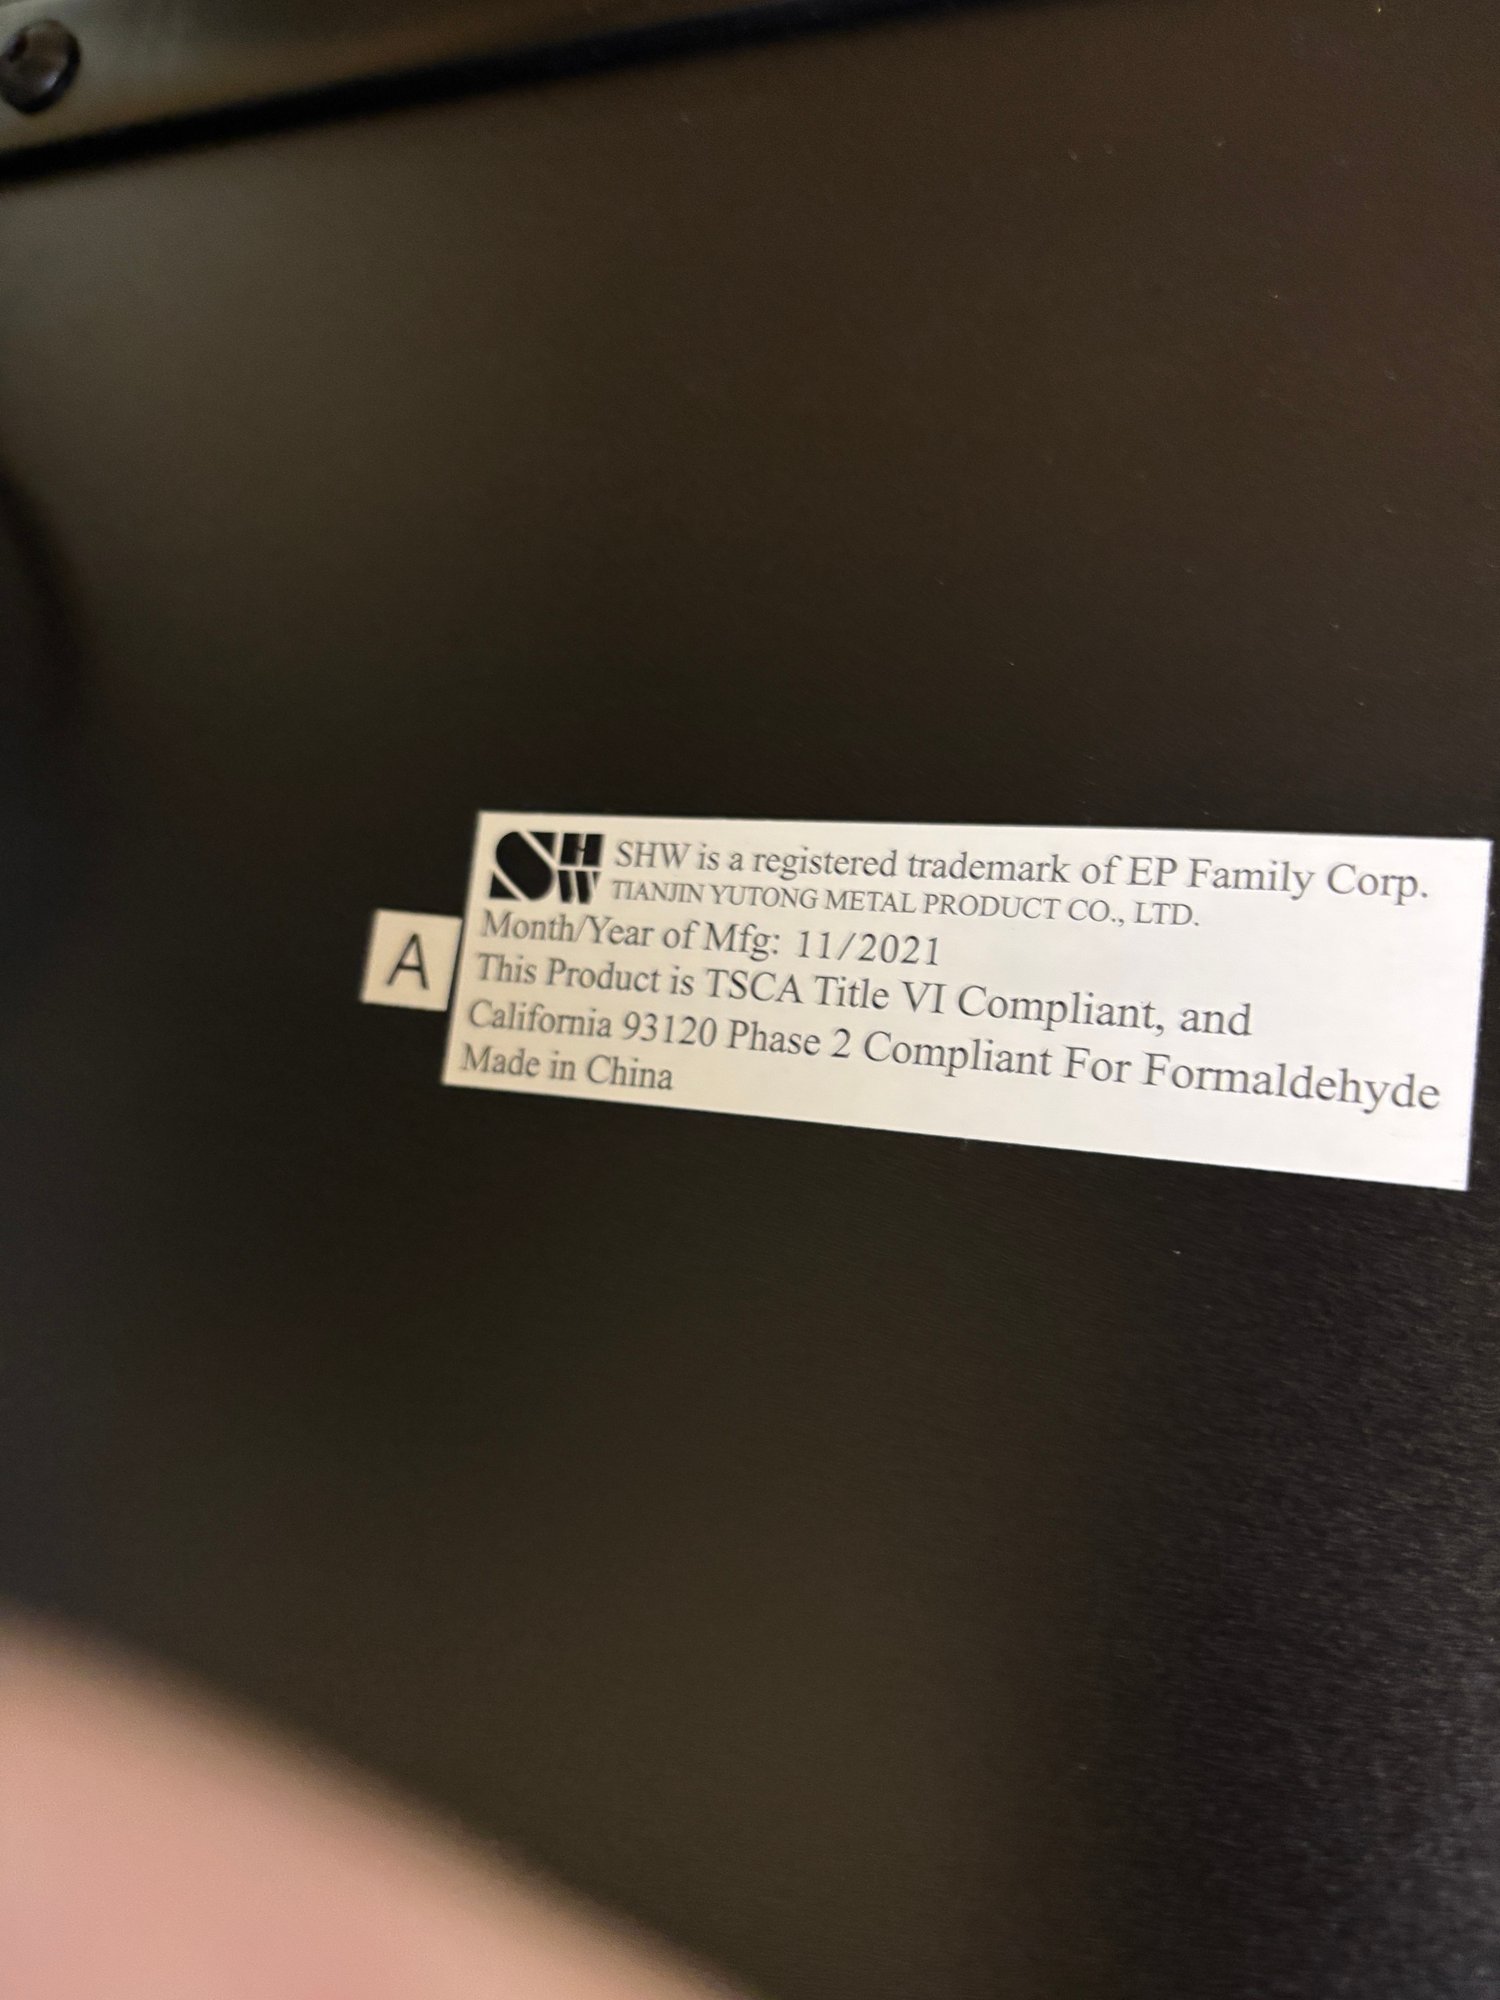 SHW SHW is a registered trademark of EP Family Corp.
TIANJIN YUTONG METAL PRODUCT CO., LTD.
Month/Year of Mfg: 11/2021
A
This Product is TSCA Title VI Compliant, and
California 93120 Phase 2 Compliant For Formaldehyde
Made in China